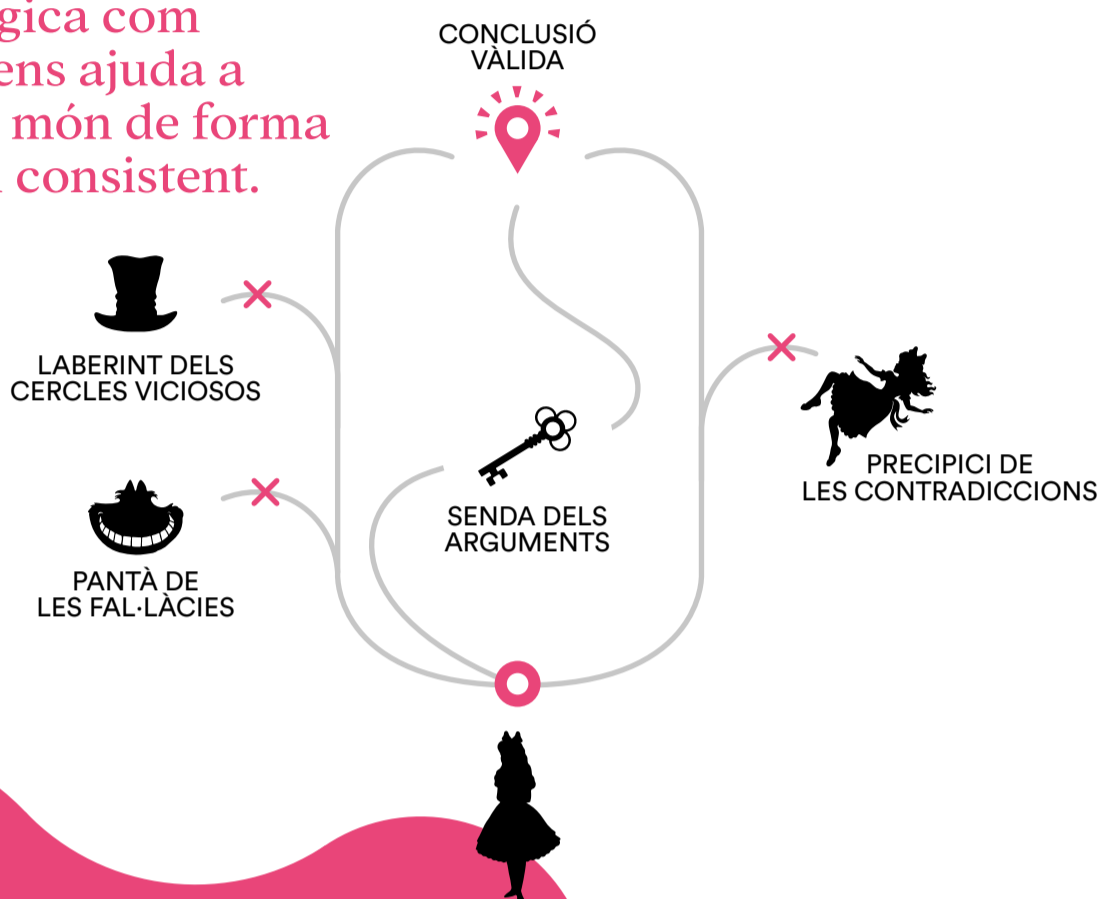 gica com
ens ajuda a
món de forma
consistent.
CONCLUSIÓ
VÀLIDA
LABERINT DELS
CERCLES VICIOSOS
PRECIPICI DE
LES CONTRADICCIONS
SENDA DELS
ARGUMENTS
PANTÀ DE
LES FAL·LÀCIES